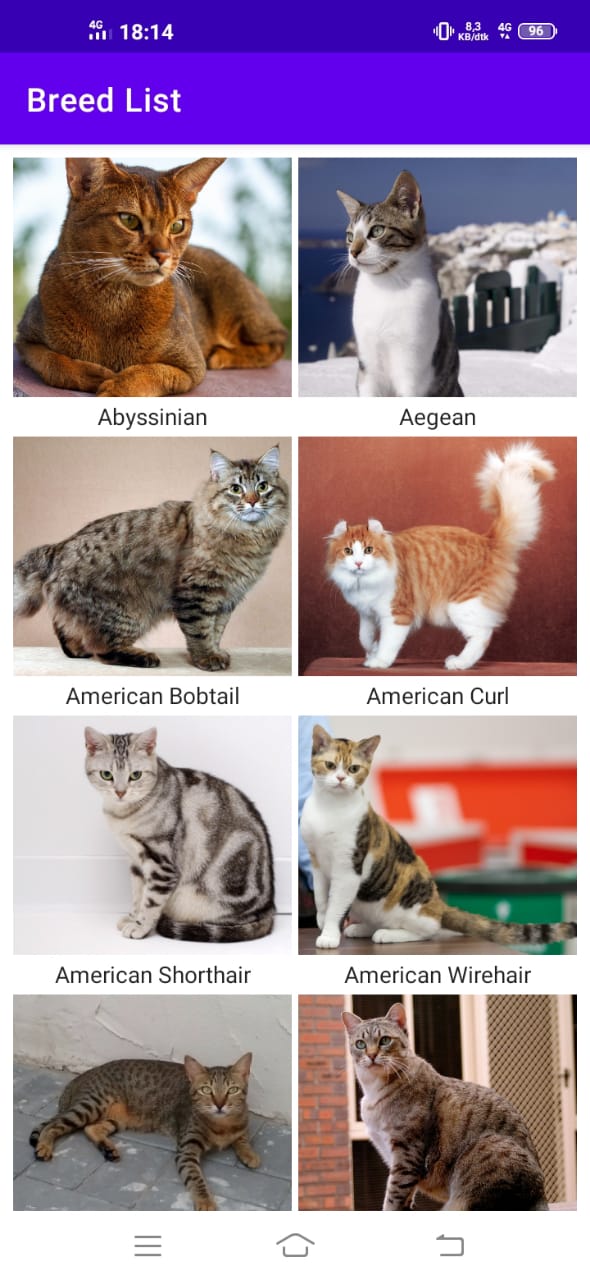 4G 18:14 8,3 KB/dtk 4G 96
Breed List
Abyssinian Aegean
American Bobtail American Curl
American Shorthair American Wirehair